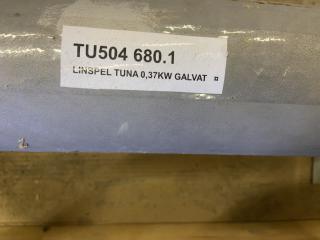 TU504 680.1
LINSPEL TUNA 0,37KW GALVAT ¤